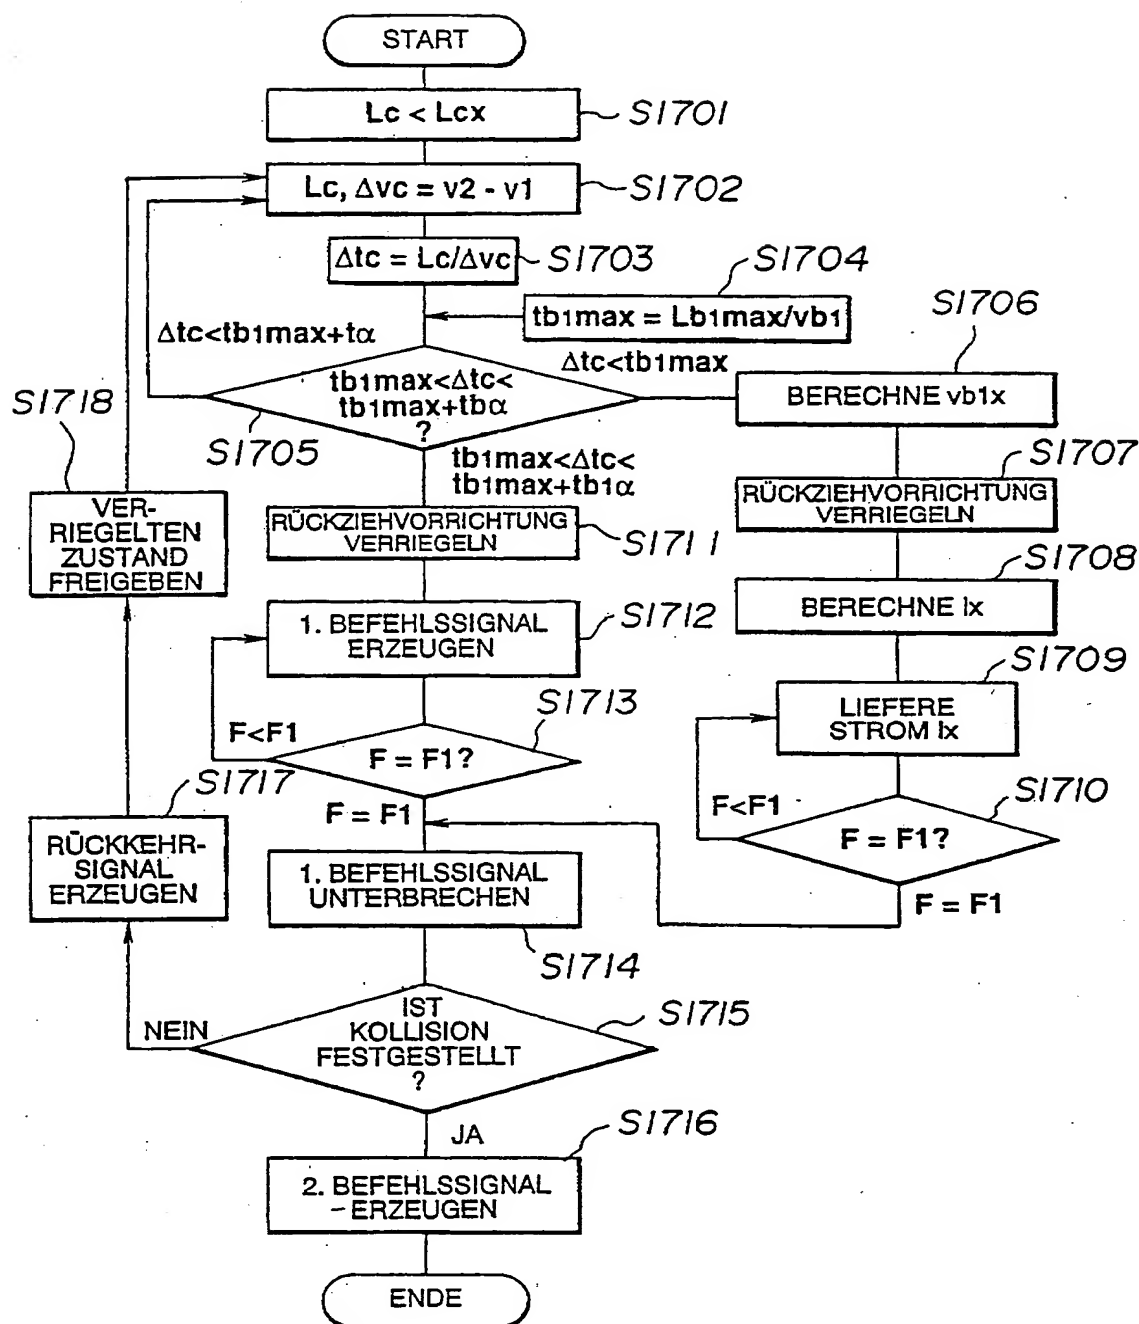 START
Lc < Lcx
S1701
Lc, Δvc = v2 - v1
S1702
Δtc = Lc/Δvc
S1703
S1704
tb1max = Lb1max/vb1
S1706
Δtc<tb1max+tα
Δtc<tb1max
tb1max<Δtc<
tb1max+tbα
?
S1705
BERECHNE vb1x
S1718
VER-
RIEGELTEN
ZUSTAND
FREIGEBEN
tb1max<Δtc<
tb1max+tb1α
S1707
RÜCKZIEHVORRICHTUNG
VERRIEGELN
RÜCKZIEHVORRICHTUNG
VERRIEGELN
S1711
S1708
BERECHNE Ix
1. BEFEHLSSIGNAL
ERZEUGEN
S1712
S1709
LIEFERE
STROM Ix
S1713
F<F1
F = F1?
S1717
RÜCKKEHR-
SIGNAL
ERZEUGEN
F = F1
F<F1
S1710
F = F1?
F = F1
1. BEFEHLSSIGNAL
UNTERBRECHEN
S1714
IST
KOLLISION
FESTGESTELLT
?
S1715
NEIN
JA
S1716
2. BEFEHLSSIGNAL
-ERZEUGEN
ENDE